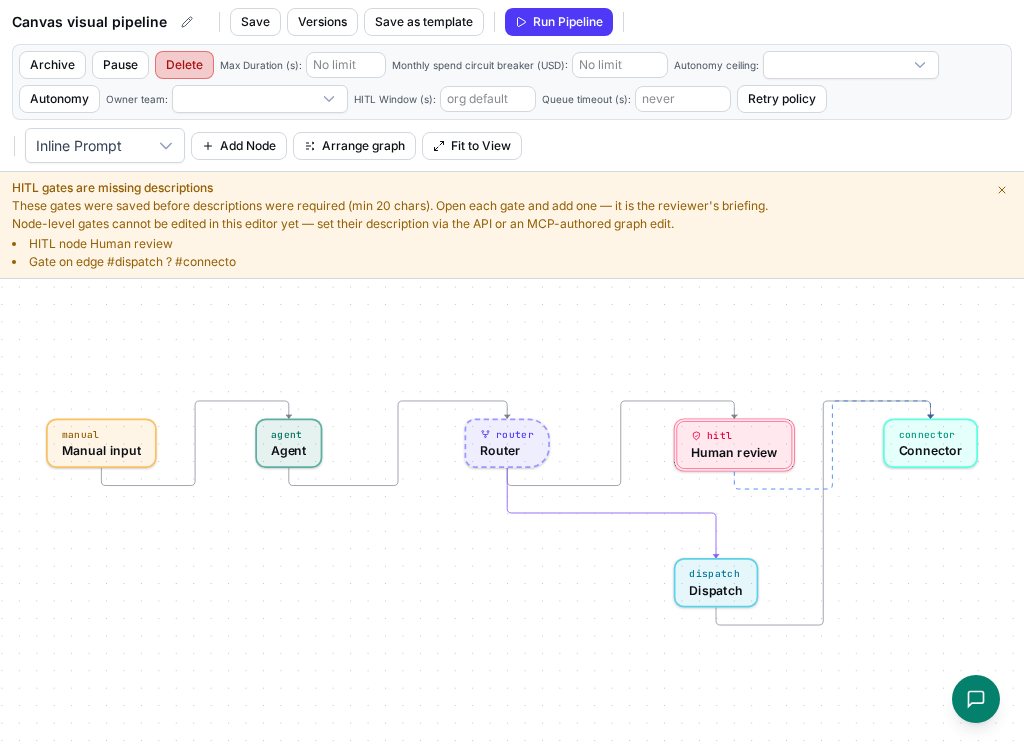 Canvas visual pipeline
Save
Versions
Save as template
Run Pipeline
Archive
Pause
Delete
Max Duration (s):
No limit
Monthly spend circuit breaker (USD):
No limit
Autonomy ceiling:
Autonomy
Owner team:
HITL Window (s):
org default
Queue timeout (s):
never
Retry policy
Inline Prompt
Add Node
Arrange graph
Fit to View
HITL gates are missing descriptions
These gates were saved before descriptions were required (min 20 chars). Open each gate and add one — it is the reviewer's briefing.
Node-level gates cannot be edited in this editor yet — set their description via the API or an MCP-authored graph edit.
• HITL node Human review
• Gate on edge #dispatch ? #connecto
manual
Manual input
agent
Agent
router
Router
hitl
Human review
connector
Connector
dispatch
Dispatch